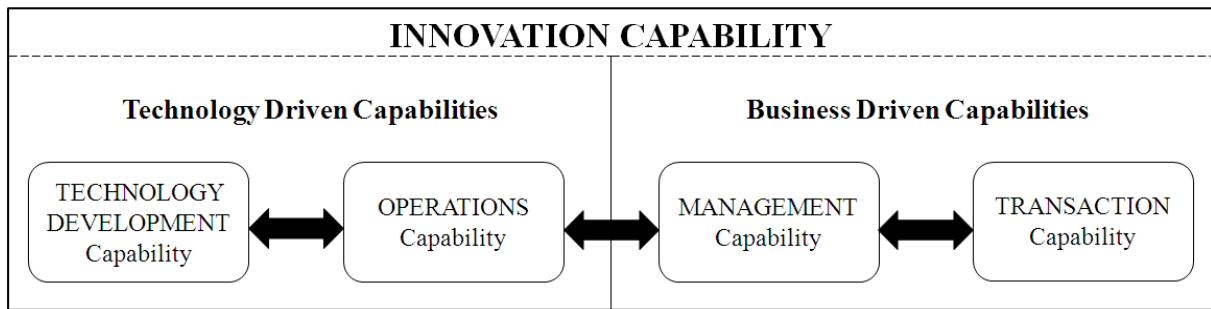 INNOVATION CAPABILITY
Technology Driven Capabilities
Business Driven Capabilities
TECHNOLOGY
DEVELOPMENT
Capability
OPERATIONS
Capability
MANAGEMENT
Capability
TRANSACTION
Capability